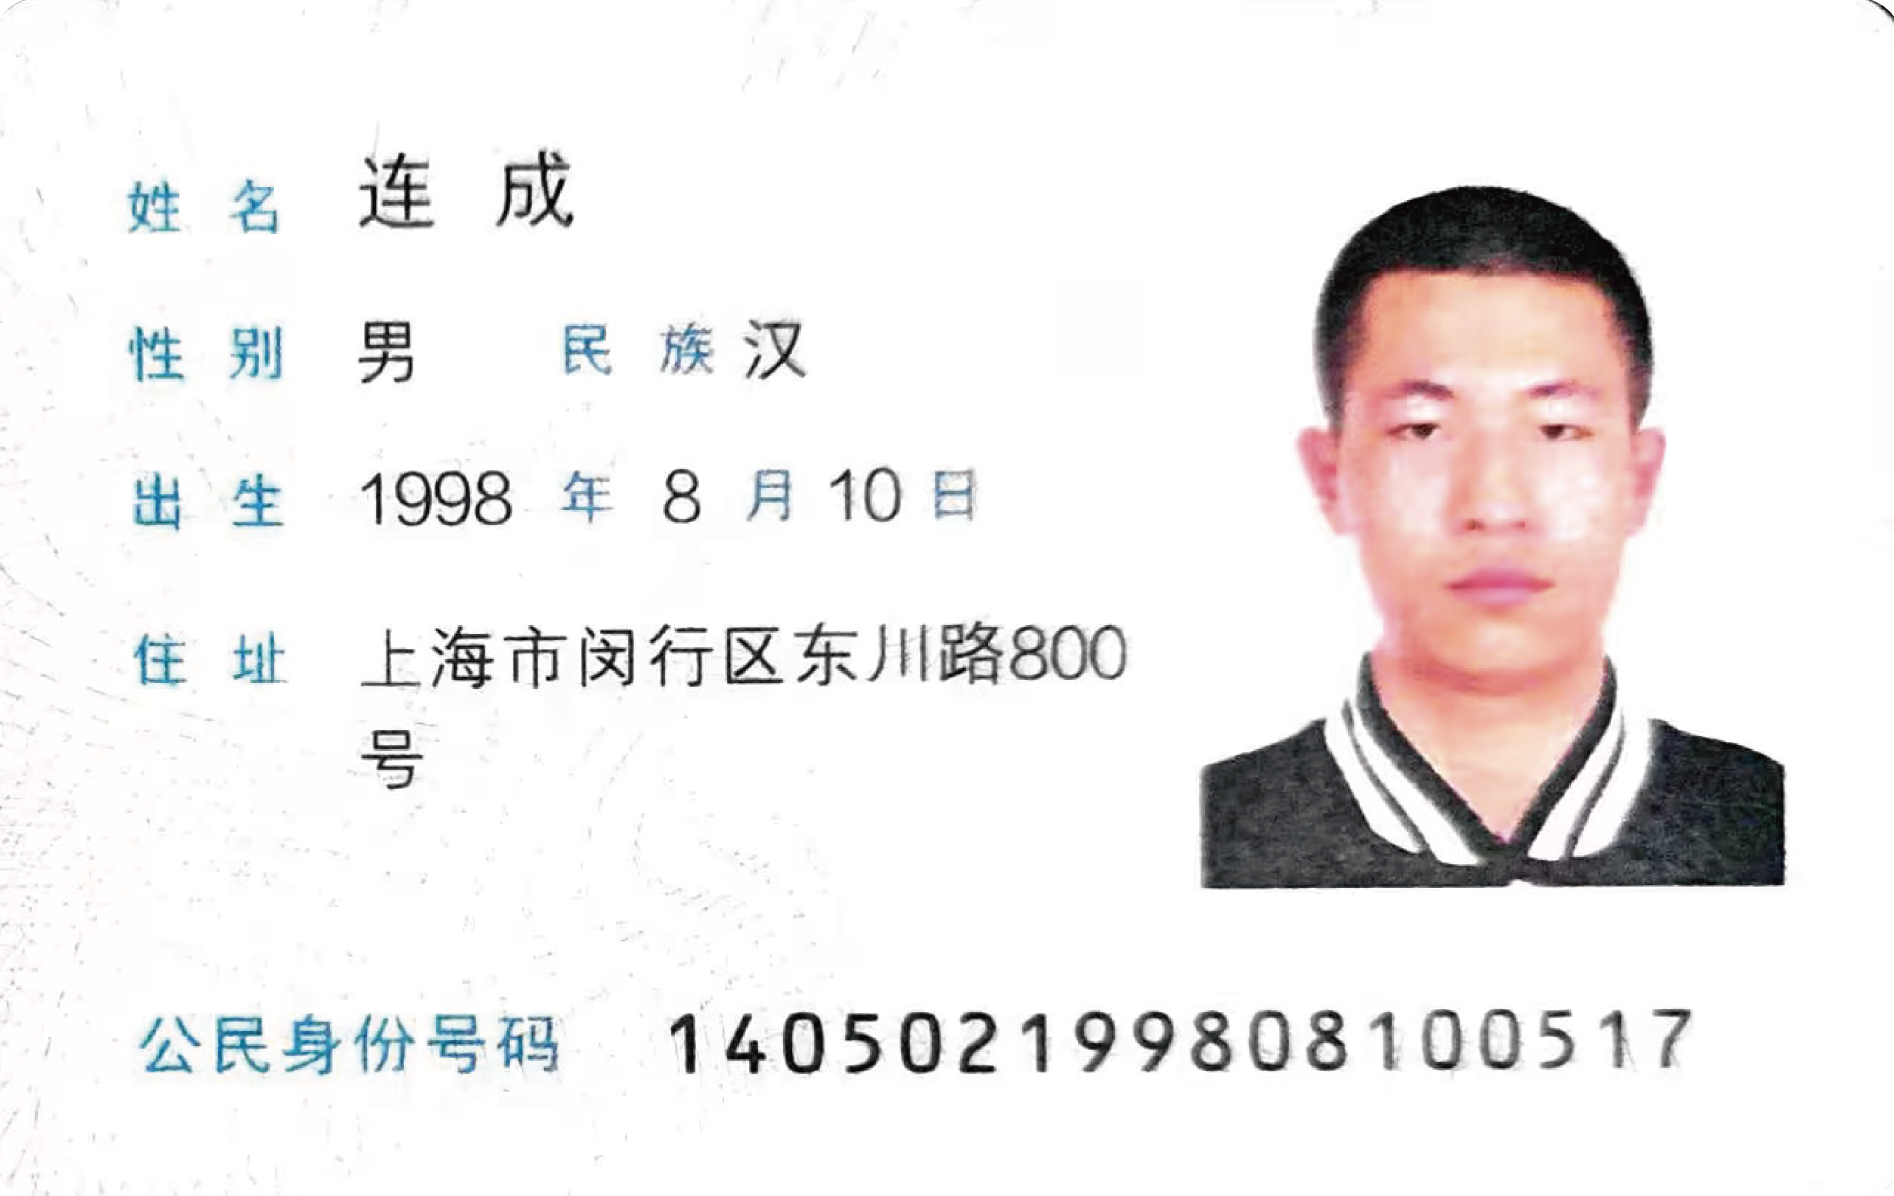 姓名 连成
性别 男 民族 汉
出生 1998 年 8 月 10 日
住址 上海市闵行区东川路800
号
公民身份号码 140502199808100517